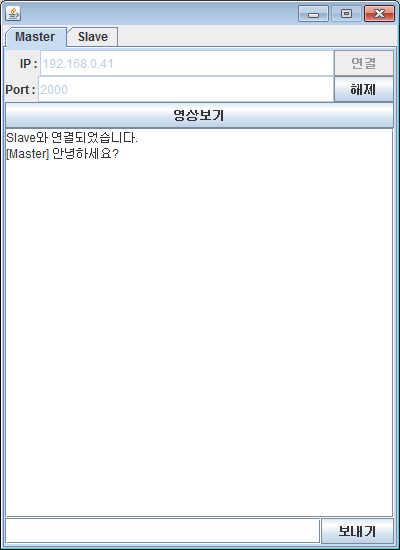 Master Slave
IP : 192.168.0.41 연결
Port : 2000 해제
영상보기
Slave와 연결되었습니다.
[Master] 안녕하세요?
보내기